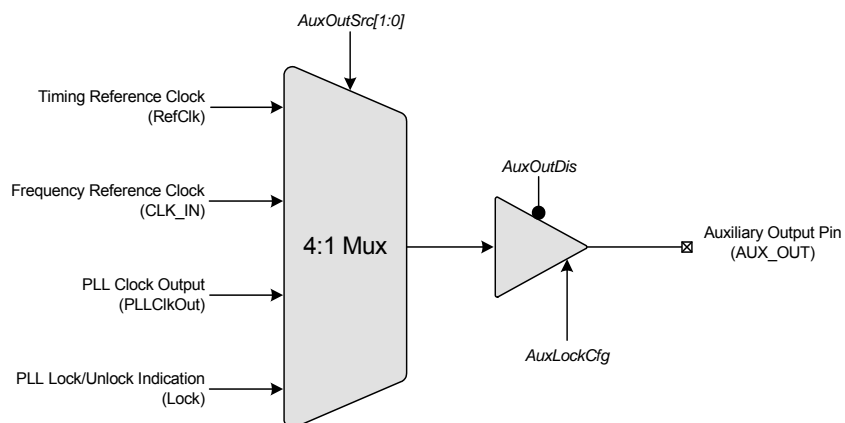 AuxOutSrc[1:0]
Timing Reference Clock
(RefClk)
Frequency Reference Clock
(CLK_IN)
PLL Clock Output
(PLLClkOut)
PLL Lock/Unlock Indication
(Lock)
4:1 Mux
AuxOutDis
AuxLockCfg
Auxiliary Output Pin
(AUX_OUT)